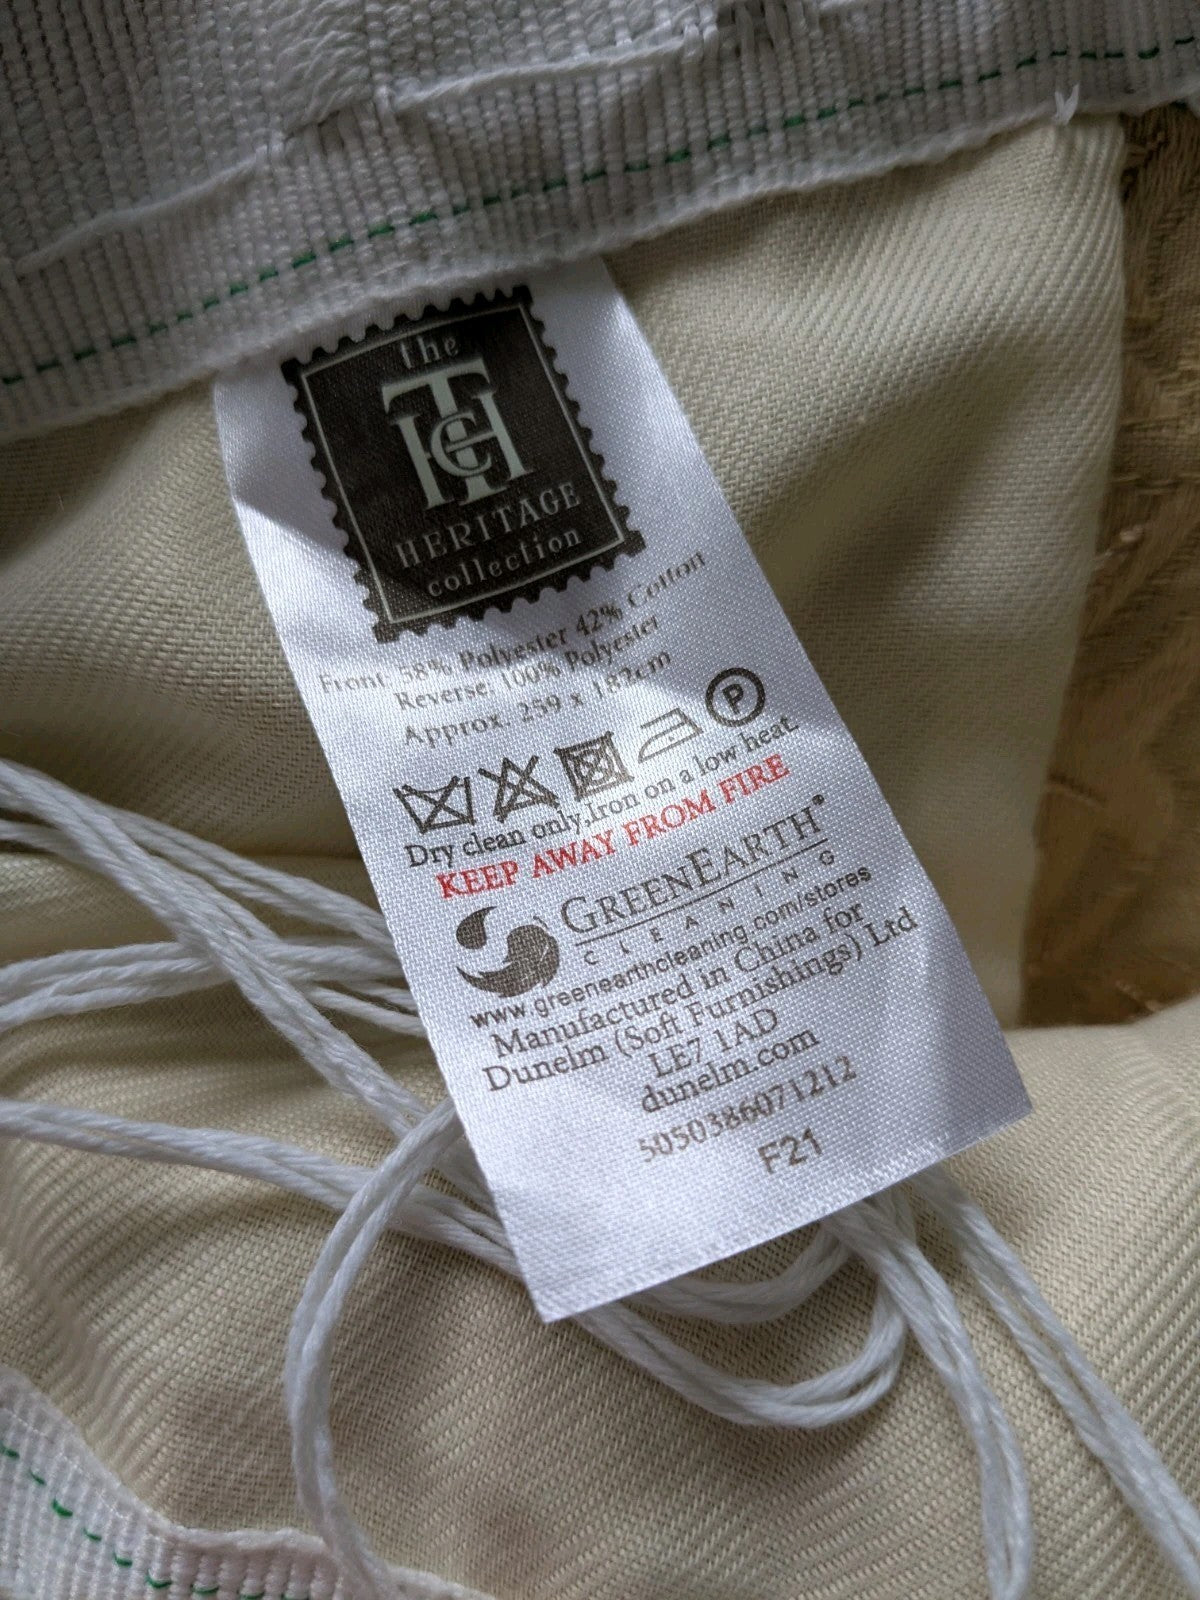 the
THC
HERITAGE
collection
Front: 58% Polyester 42% Cotton
Reverse: 100% Polyester
Approx. 259 x 182cm
P
Dry clean only,Iron on a low heat.
KEEP AWAY FROM FIRE
GREENEARTH®
CLEANING
www.greenearthcleaning.com/stores
Manufactured in China for
Dunelm (Soft Furnishings) Ltd
LE7 1AD
dunelm.com
5050386071212
F21